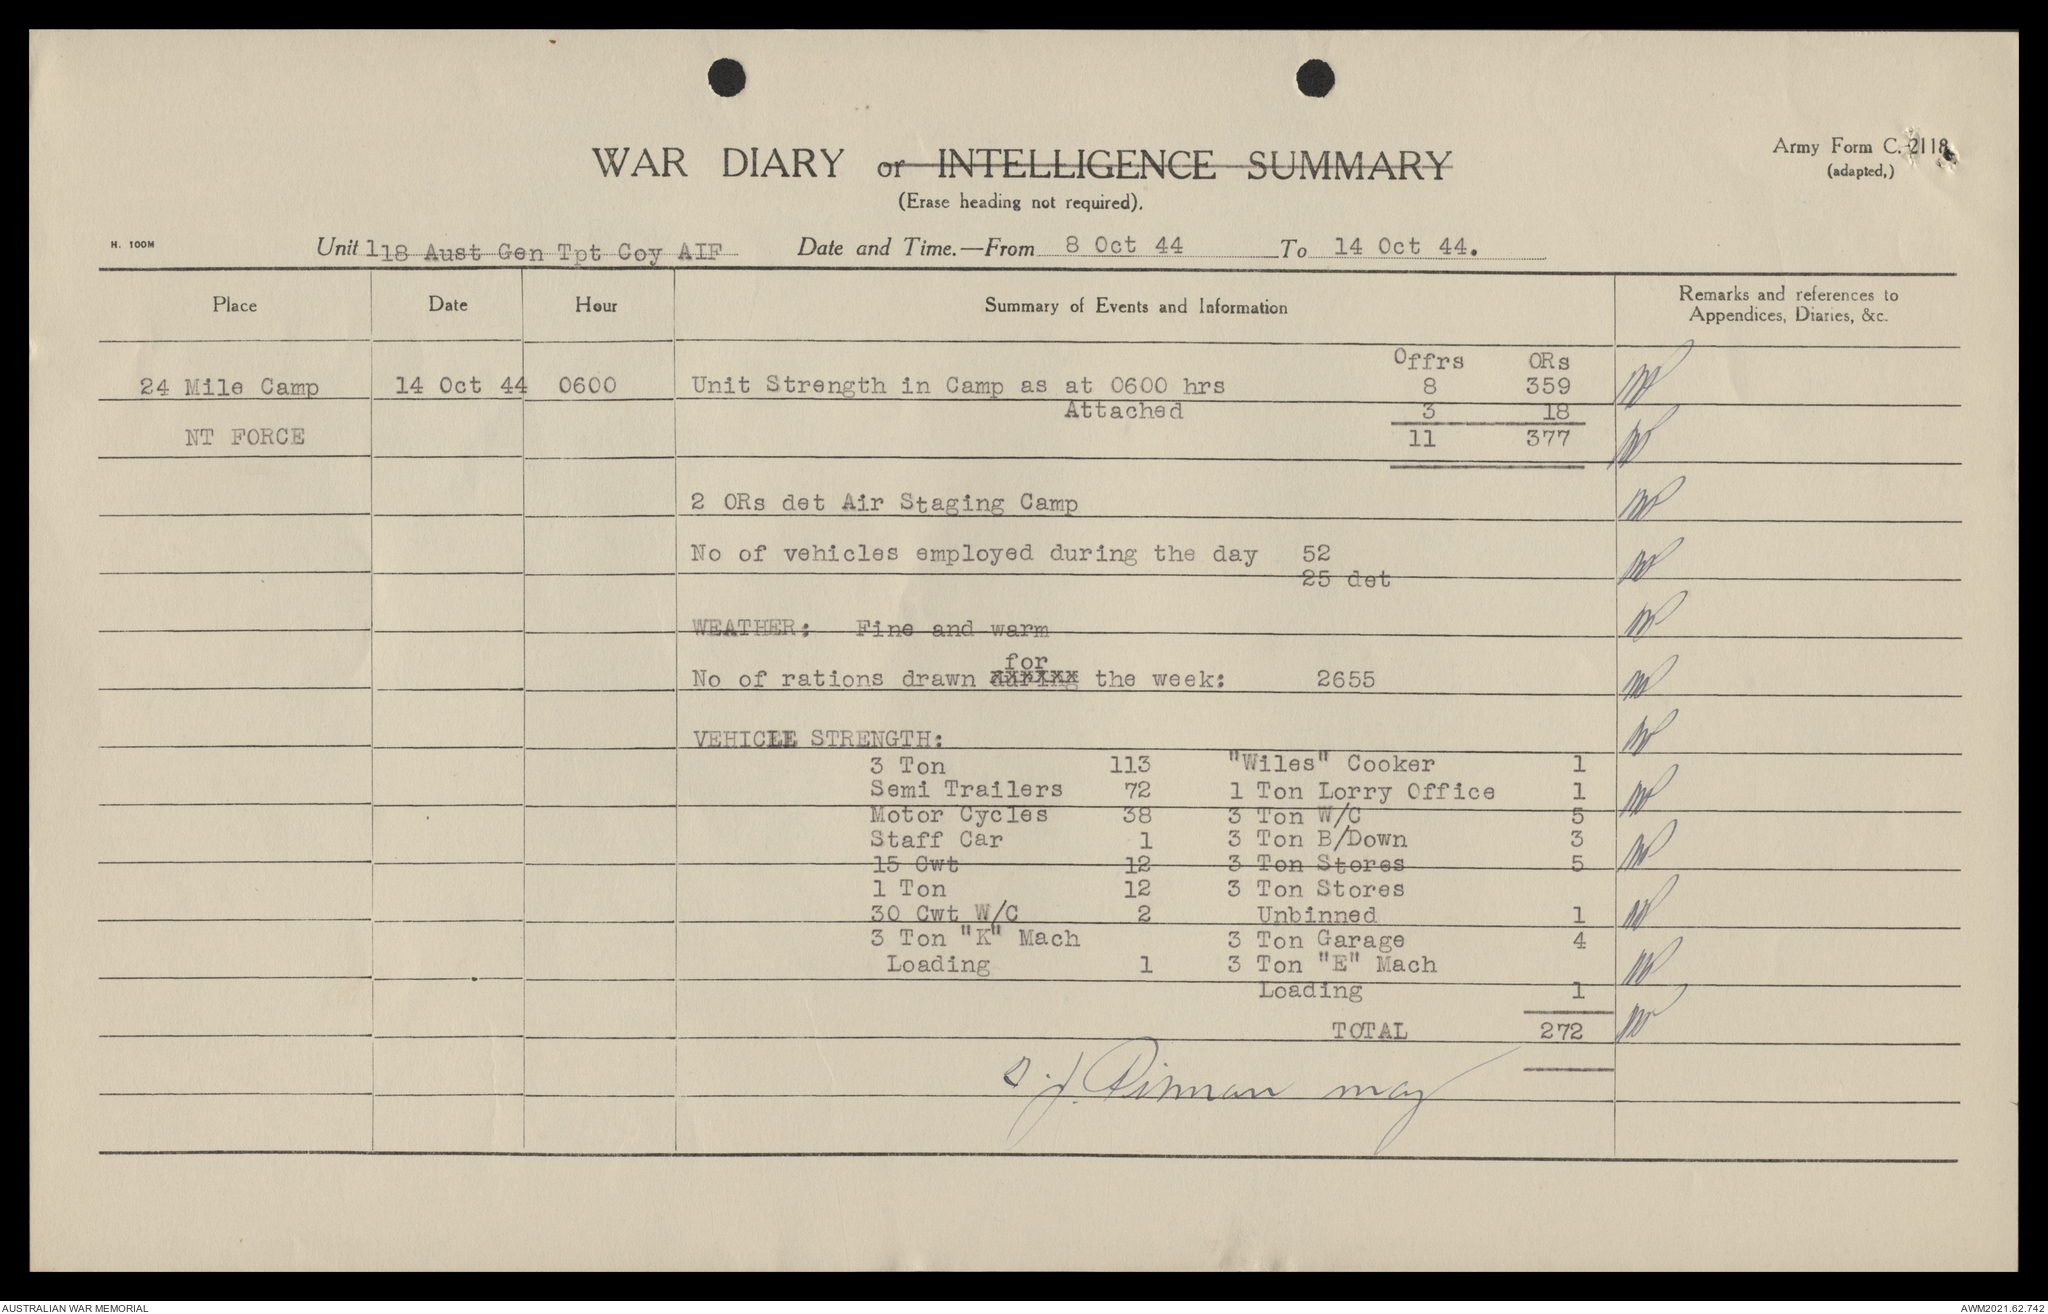 Army Form C. 2118
(adapted,)
WAR DIARY or INTELLIGENCE SUMMARY
(Erase heading not required).
H. 100M
Unit 118 Aust Gen Tpt Coy AIF Date and Time.—From 8 Oct 44 To 14 Oct 44.
Place Date Hour Summary of Events and Information Remarks and references to
Appendices, Diaries, &c.
Offrs ORs
24 Mile Camp 14 Oct 44 0600 Unit Strength in Camp as at 0600 hrs 8 359
Attached 3 18
NT FORCE 11 377
2 ORs det Air Staging Camp
No of vehicles employed during the day 52
25 det
WEATHER: Fine and warm
for
No of rations drawn during the week: 2655
VEHICLE STRENGTH:
3 Ton 113 "Wiles" Cooker 1
Semi Trailers 72 1 Ton Lorry Office 1
Motor Cycles 38 3 Ton W/C 5
Staff Car 1 3 Ton B/Down 3
15 Cwt 12 3 Ton Stores 5
1 Ton 12 3 Ton Stores
30 Cwt W/C 2 Unbinned 1
3 Ton "K" Mach 3 Ton Garage 4
Loading 1 3 Ton "E" Mach
Loading 1
TOTAL 272
maj
AUSTRALIAN WAR MEMORIAL AWM2021.62.742